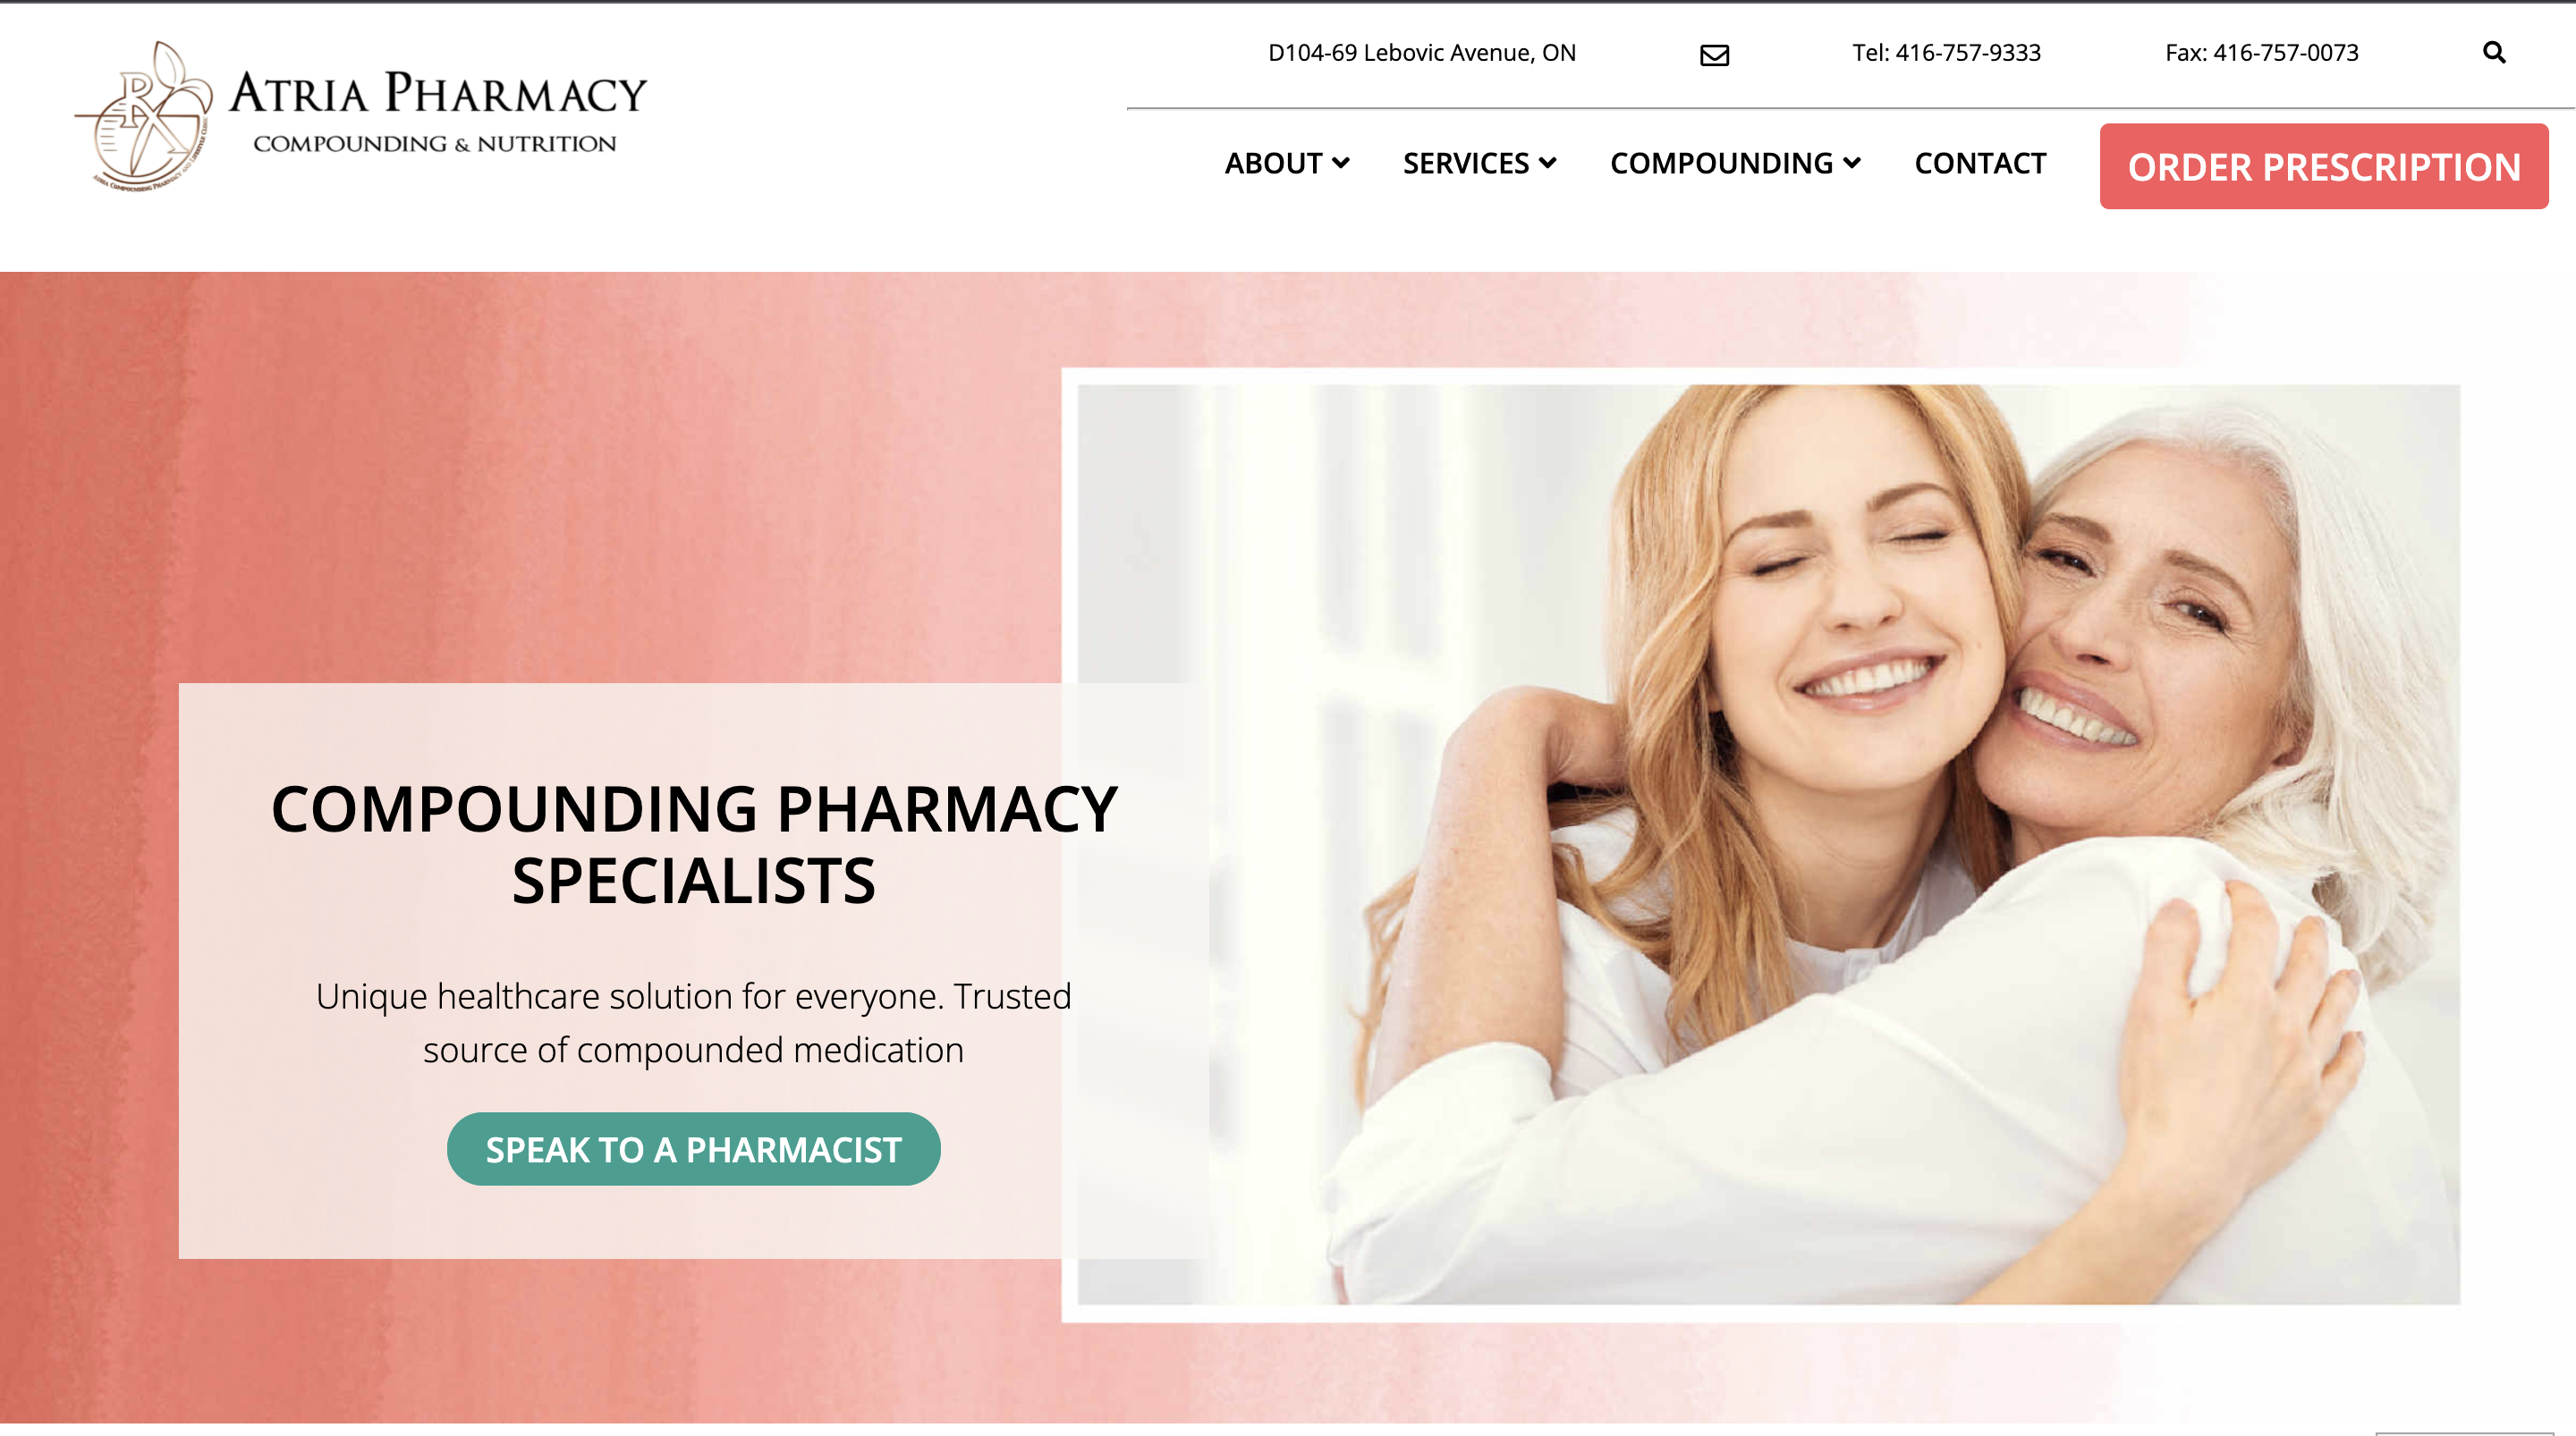 ATRIA PHARMACY
COMPOUNDING & NUTRITION
D104-69 Lebovic Avenue, ON
Tel: 416-757-9333
Fax: 416-757-0073
ABOUT
SERVICES
COMPOUNDING
CONTACT
ORDER PRESCRIPTION
COMPOUNDING PHARMACY
SPECIALISTS
Unique healthcare solution for everyone. Trusted
source of compounded medication
SPEAK TO A PHARMACIST